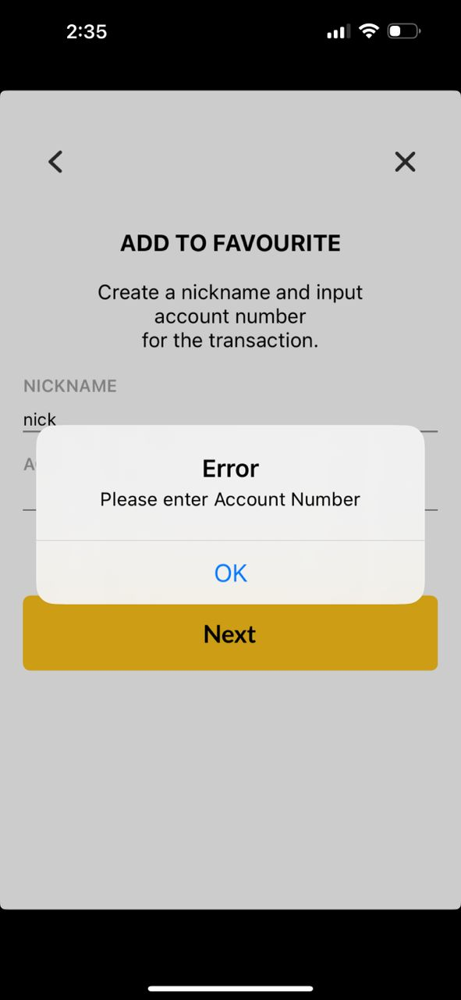 2:35
ADD TO FAVOURITE
Create a nickname and input
account number
for the transaction.
NICKNAME
nick
Error
Please enter Account Number
OK
Next